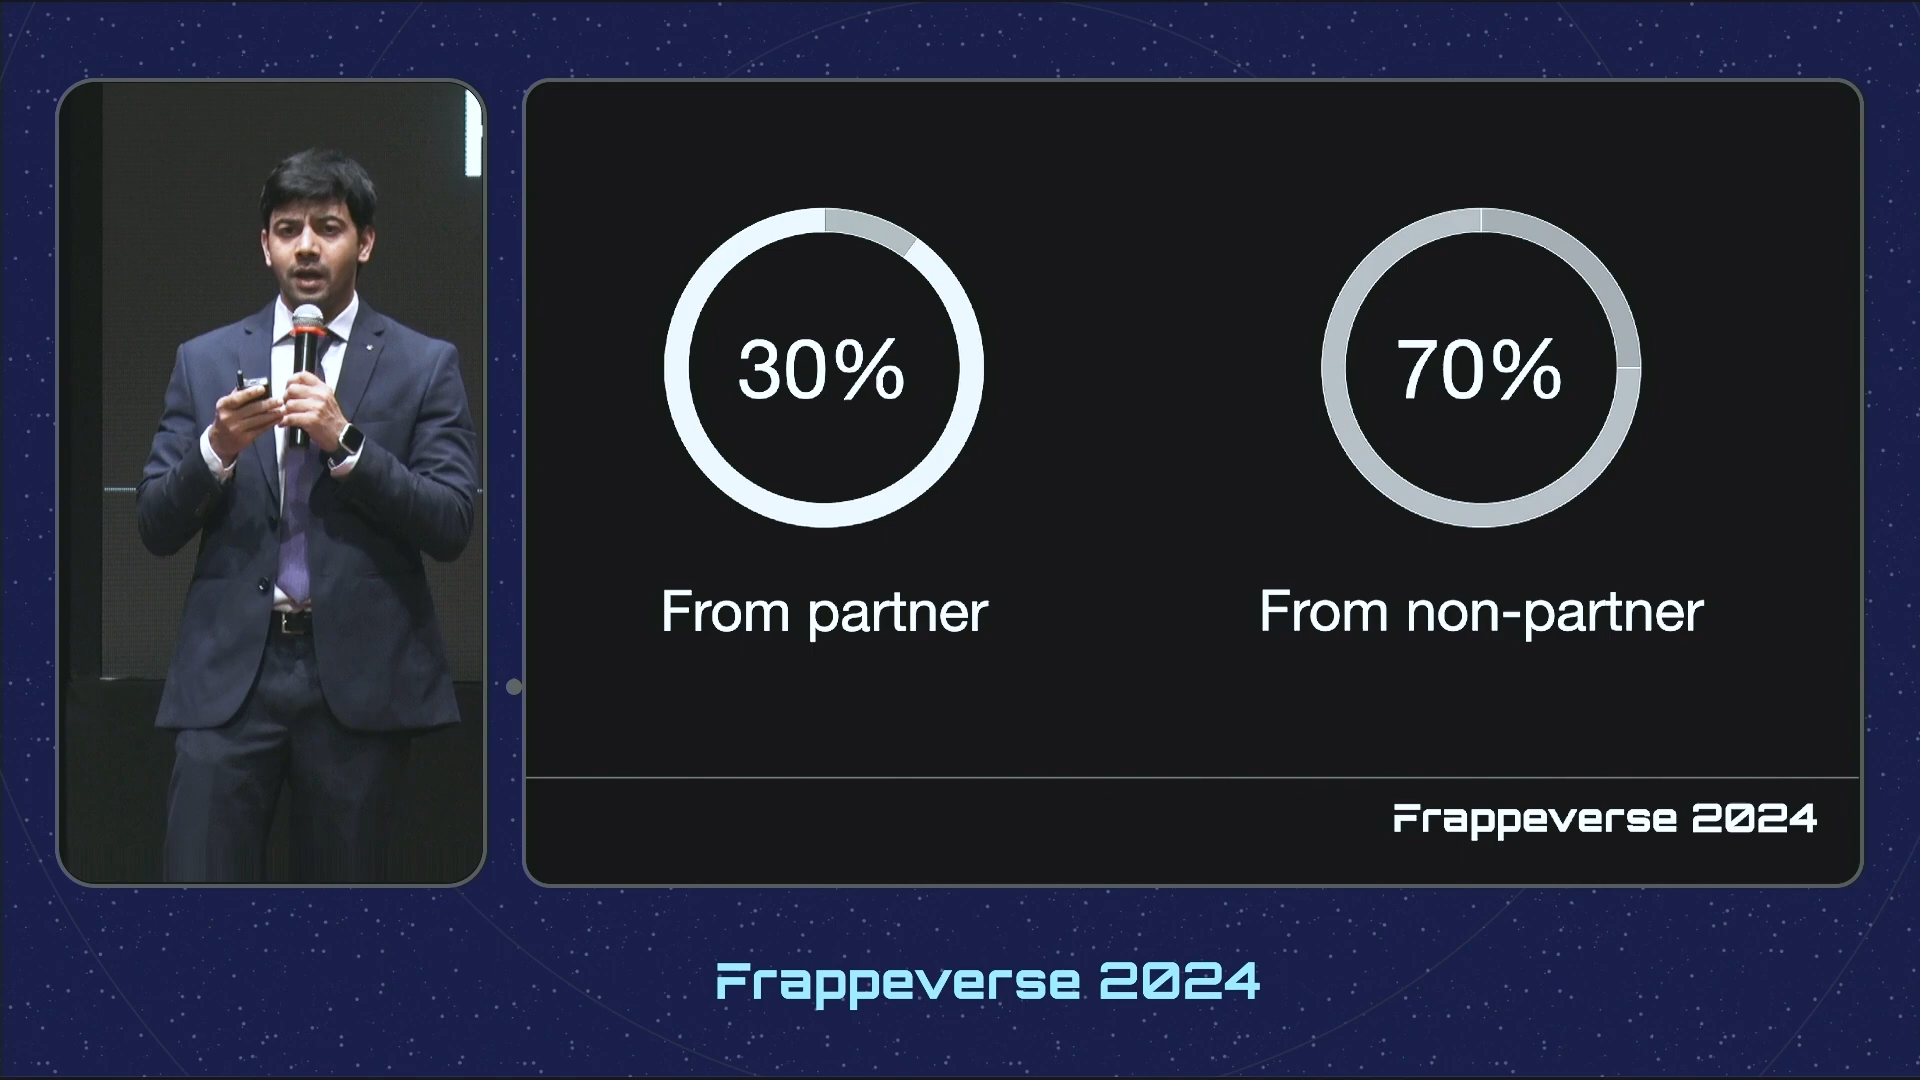 30%
70%
From partner
From non-partner
Frappeverse 2024
Frappeverse 2024